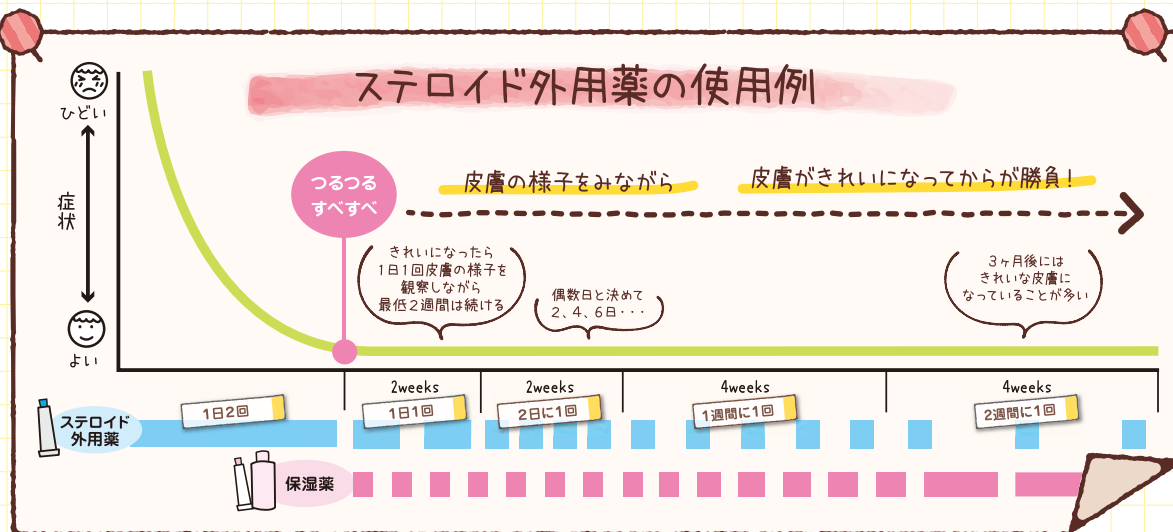 ステロイド外用薬の使用例
ひどい
症状
よい
つるつる
すべすべ
皮膚の様子をみながら
皮膚がきれいになってからが勝負!
きれいになったら
1日1回皮膚の様子を
観察しながら
最低2週間は続ける
偶数日と決めて
2、4、6日・・・
3ヶ月後には
きれいな皮膚に
なっていることが多い
2weeks
2weeks
4weeks
4weeks
1日2回
1日1回
2日に1回
1週間に1回
2週間に1回
ステロイド
外用薬
保湿薬